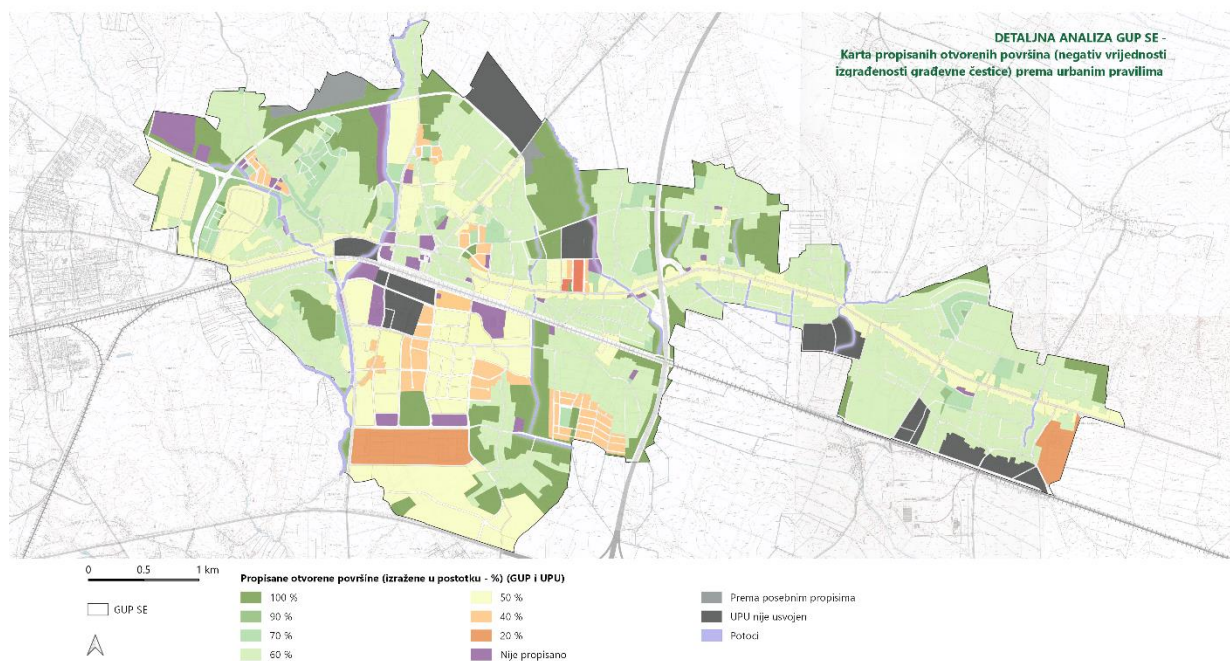 DETALJNA ANALIZA GUP SE -
Karta propisanih otvorenih površina (negativ vrijednosti
izgrađenosti građevne čestice) prema urbanim pravilima
0 0.5 1 km
GUP SE
Propisane otvorene površine (izražene u postotku - %) (GUP i UPU)
100 %
90 %
70 %
60 %
50 %
40 %
20 %
Nije propisano
Prema posebnim propisima
UPU nije usvojen
Potoci